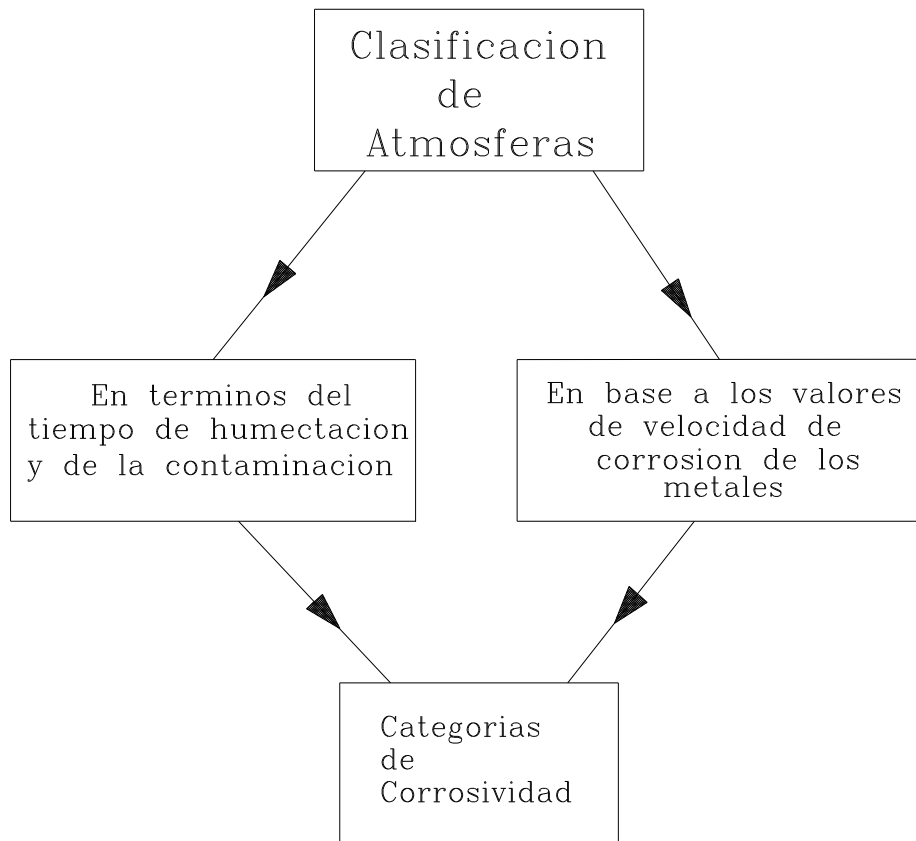 Clasificacion
de
Atmosferas
En terminos del
tiempo de humectacion
y de la contaminacion
En base a los valores
de velocidad de
corrosion de los
metales
Categorias
de
Corrosividad